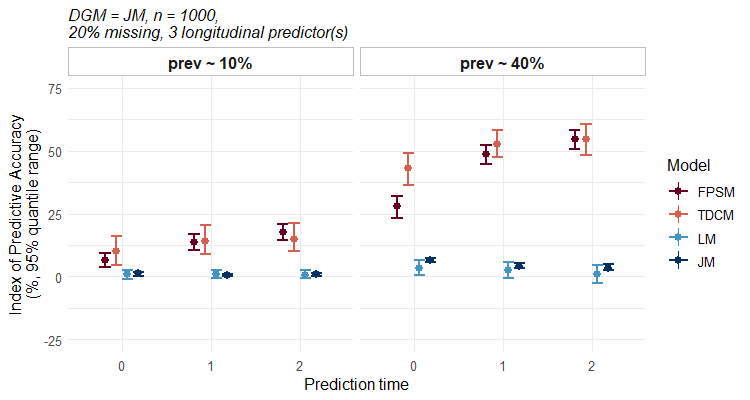 DGM = JM, n = 1000,
20% missing, 3 longitudinal predictor(s)
prev ~ 10%
prev ~ 40%
Index of Predictive Accuracy
(%, 95% quantile range)
75
50
25
0
-25
0 1 2
0 1 2
Prediction time
Model
FPSM
TDCM
LM
JM